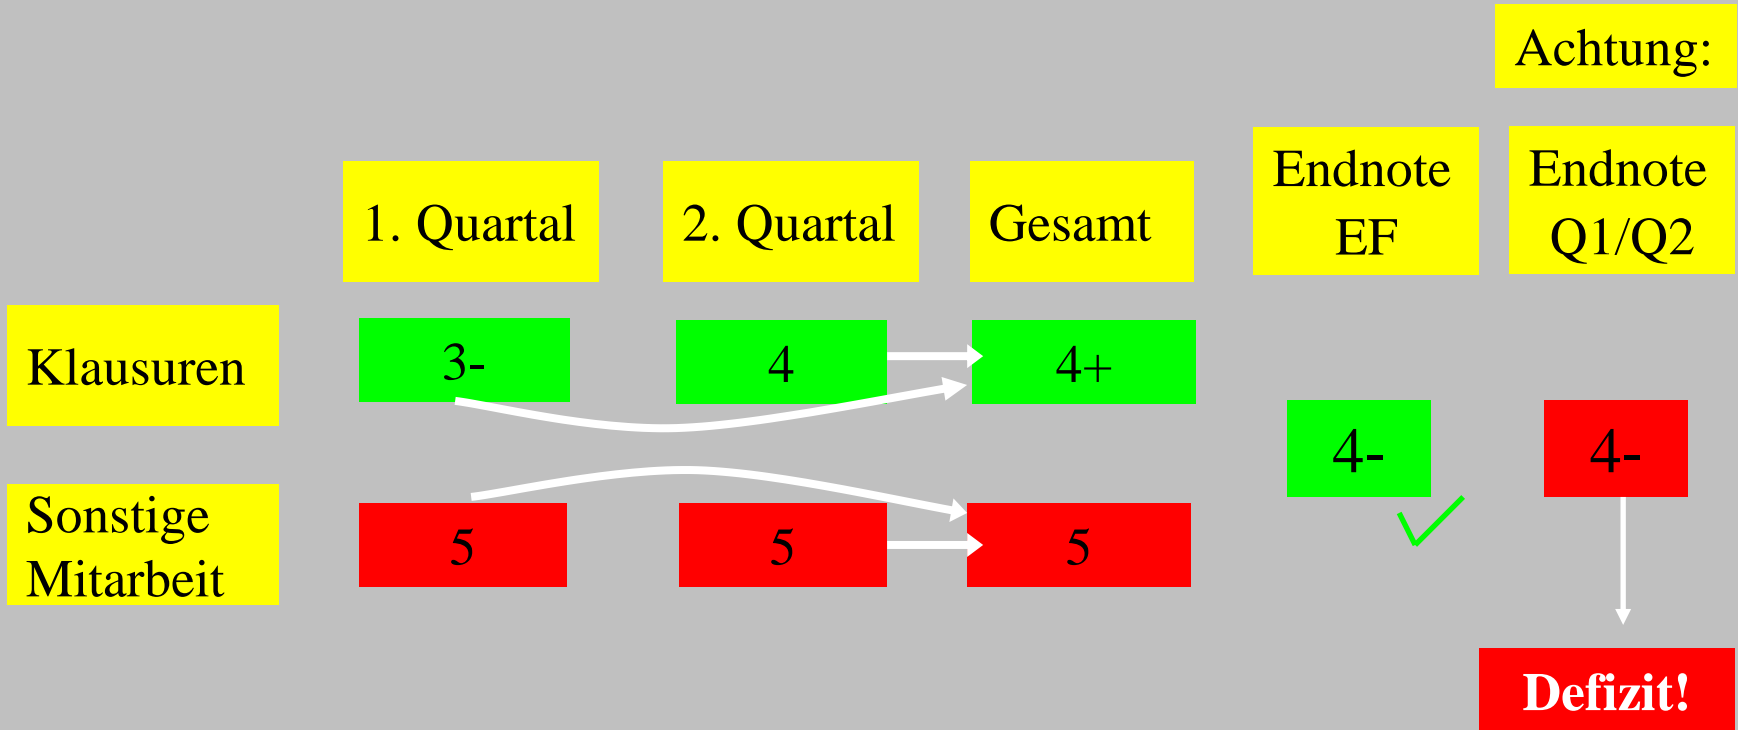 Achtung:
1. Quartal
2. Quartal
Gesamt
Endnote
EF
Endnote
Q1/Q2
Klausuren
3-
4
4+
4-
4-
Sonstige
Mitarbeit
5
5
5
Defizit!